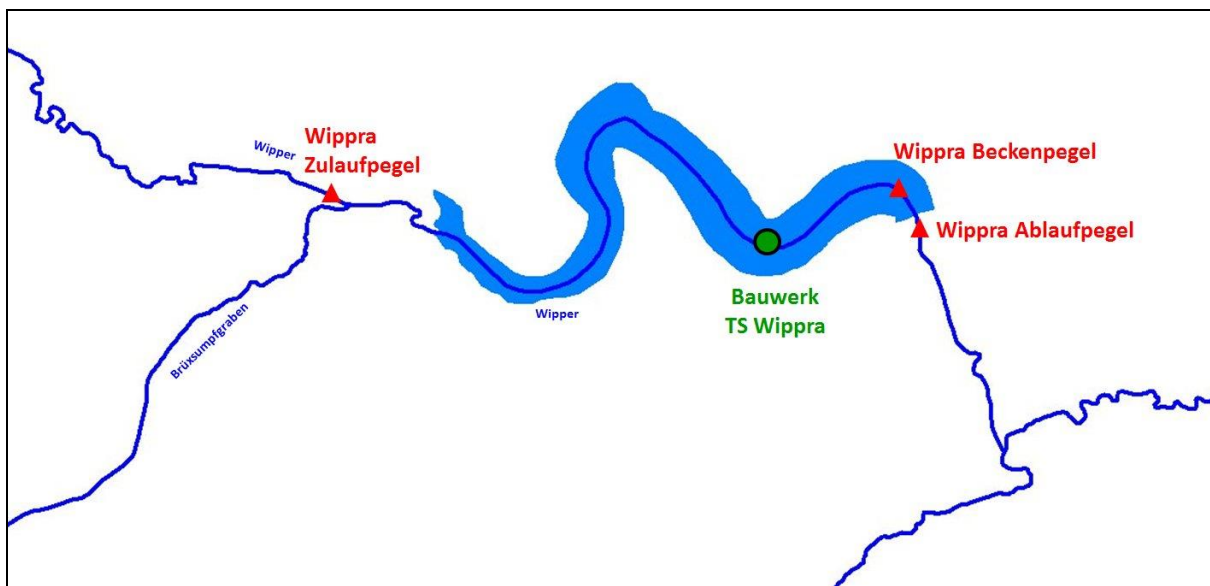 Wipper
Wippra
Zulaufpegel
Wippra Beckenpegel
Wippra Ablaufpegel
Bauwerk
TS Wippra
Wipper
Brüxsumpfgraben